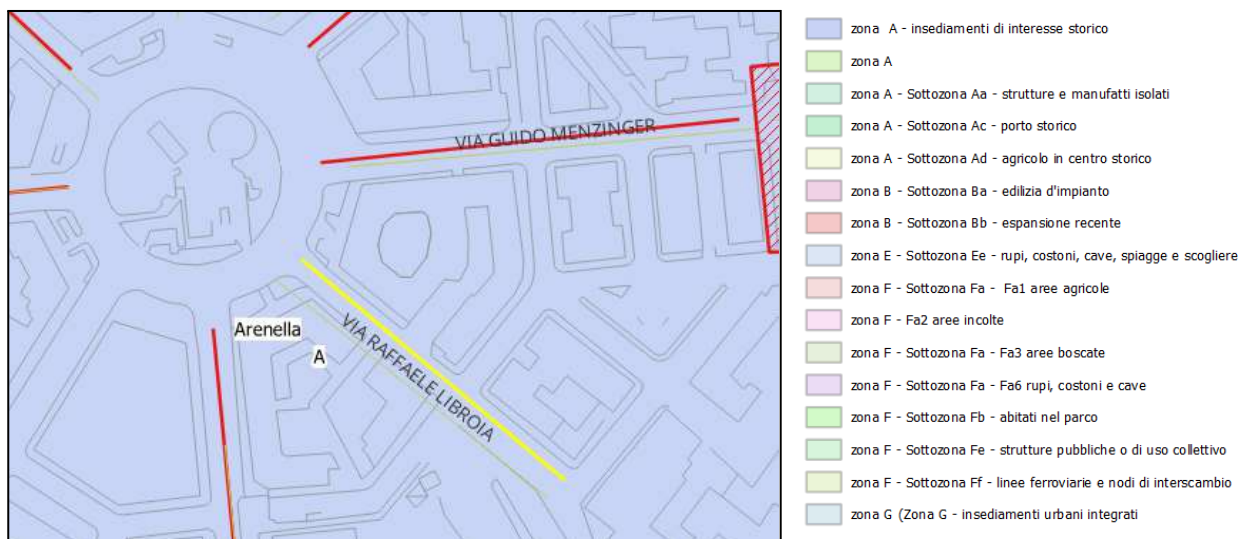 VIA GUIDO MENZINGER
Arenella
A
VIA RAFFAELE LIBROIA
zona A - insediamenti di interesse storico
zona A
zona A - Sottozona Aa - strutture e manufatti isolati
zona A - Sottozona Ac - porto storico
zona A - Sottozona Ad - agricolo in centro storico
zona B - Sottozona Ba - edilizia d'impianto
zona B - Sottozona Bb - espansione recente
zona E - Sottozona Ee - rupi, costoni, cave, spiagge e scogliere
zona F - Sottozona Fa - Fa1 aree agricole
zona F - Fa2 aree incolte
zona F - Sottozona Fa - Fa3 aree boscate
zona F - Sottozona Fa - Fa6 rupi, costoni e cave
zona F - Sottozona Fb - abitati nel parco
zona F - Sottozona Fe - strutture pubbliche o di uso collettivo
zona F - Sottozona Ff - linee ferroviarie e nodi di interscambio
zona G (Zona G - insediamenti urbani integrati